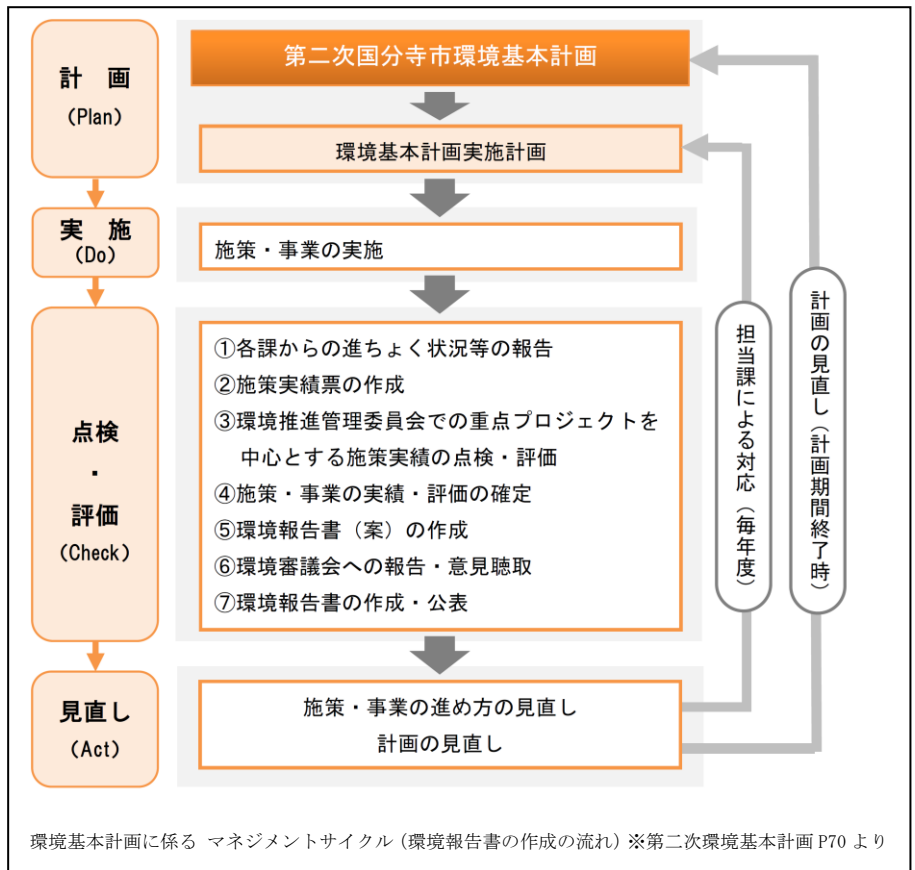 計　画
(Plan)
第二次国分寺市環境基本計画
環境基本計画実施計画
実　施
(Do)
施策・事業の実施
点検
・
評価
(Check)
①各課からの進ちょく状況等の報告
②施策実績票の作成
③環境推進管理委員会での重点プロジェクトを
中心とする施策実績の点検・評価
④施策・事業の実績・評価の確定
⑤環境報告書（案）の作成
⑥環境審議会への報告・意見聴取
⑦環境報告書の作成・公表
見直し
(Act)
施策・事業の進め方の見直し
計画の見直し
担当課による対応（毎年度）
計画の見直し（計画期間終了時）
環境基本計画に係る マネジメントサイクル（環境報告書の作成の流れ）※第二次環境基本計画 P70 より